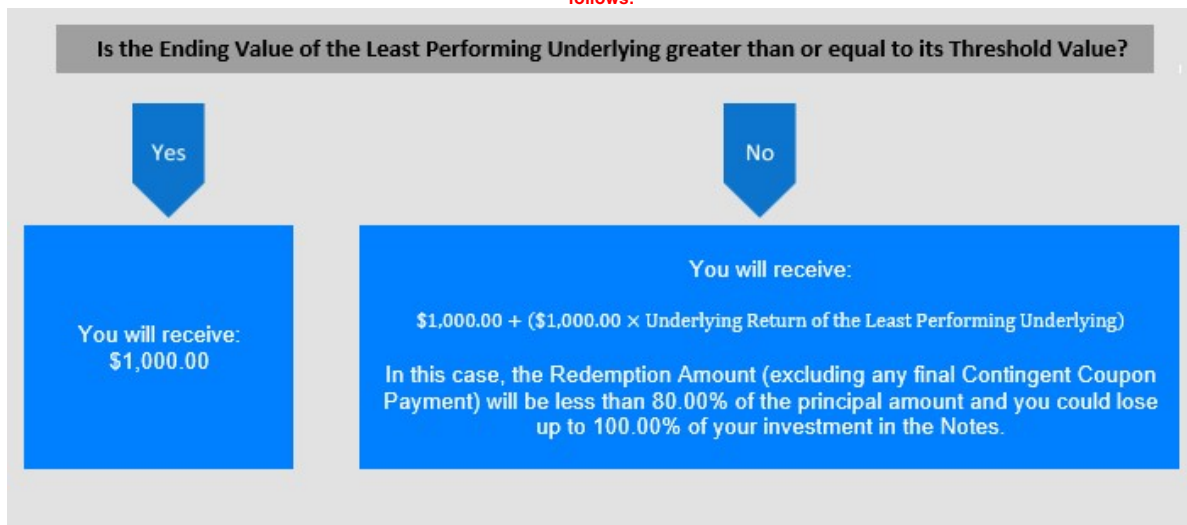 follows:
Is the Ending Value of the Least Performing Underlying greater than or equal to its Threshold Value?
Yes
No
You will receive:
$1,000.00
You will receive:
$1,000.00 + ($1,000.00 × Underlying Return of the Least Performing Underlying)
In this case, the Redemption Amount (excluding any final Contingent Coupon
Payment) will be less than 80.00% of the principal amount and you could lose
up to 100.00% of your investment in the Notes.